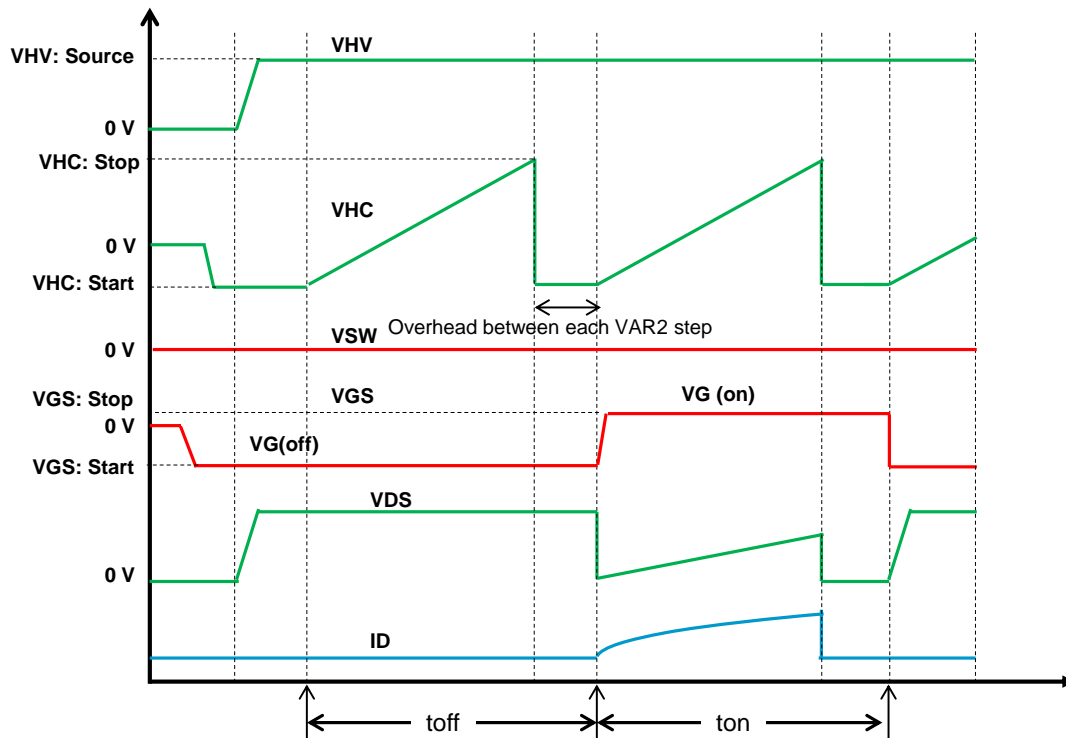 VHV
VHV: Source
0 V
VHC: Stop
VHC
0 V
VHC: Start
Overhead between each VAR2 step
VSW
0 V
VGS: Stop
VGS
VG (on)
0 V
VG(off)
VGS: Start
VDS
0 V
ID
toff
ton